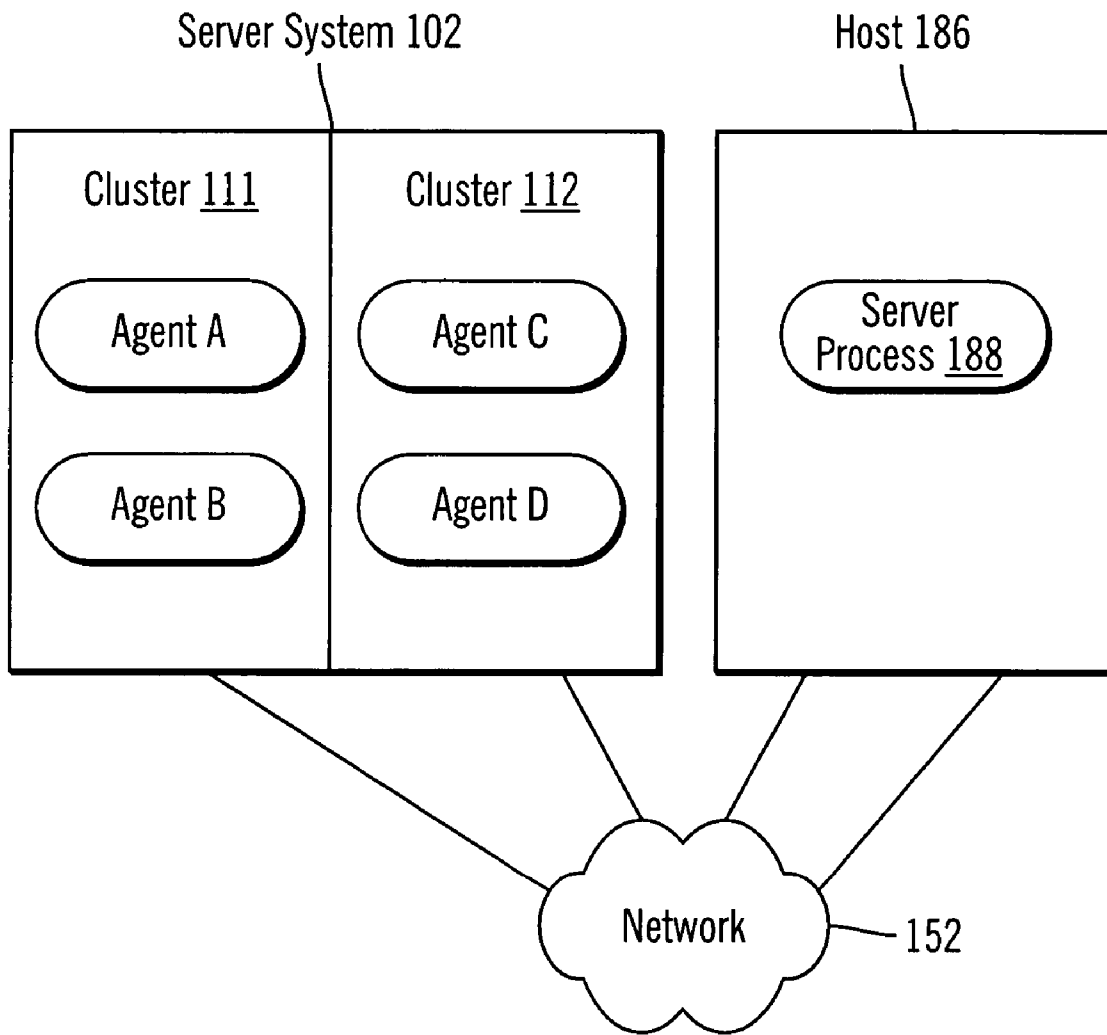 Server System 102
Host 186
Cluster 111
Cluster 112
Agent A
Agent C
Server
Process 188
Agent B
Agent D
Network
152